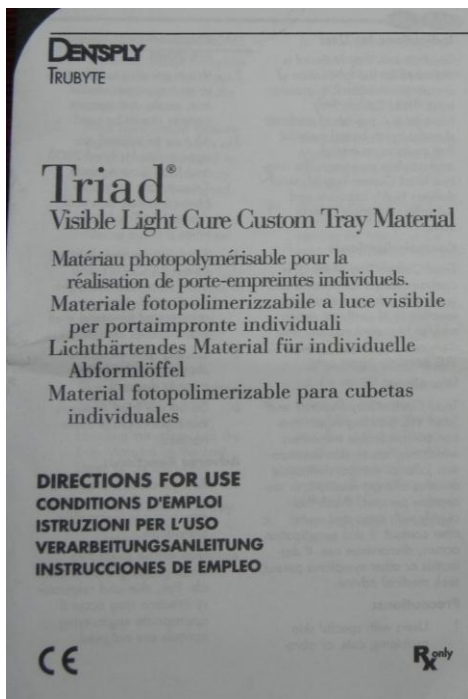 DENTSPLY
TRUBYTE
Triad®
Visible Light Cure Custom Tray Material
Matériau photopolymérisable pour la
réalisation de porte-empreintes individuels.
Materiale fotopolimerizzabile a luce visibile
per portaimpronte individuali
Lichthärtendes Material für individuelle
Abformlöffel
Material fotopolimerizable para cubetas
individuales
DIRECTIONS FOR USE
CONDITIONS D'EMPLOI
ISTRUZIONI PER L'USO
VERARBEITUNGSANLEITUNG
INSTRUCCIONES DE EMPLEO
CE
Rx only